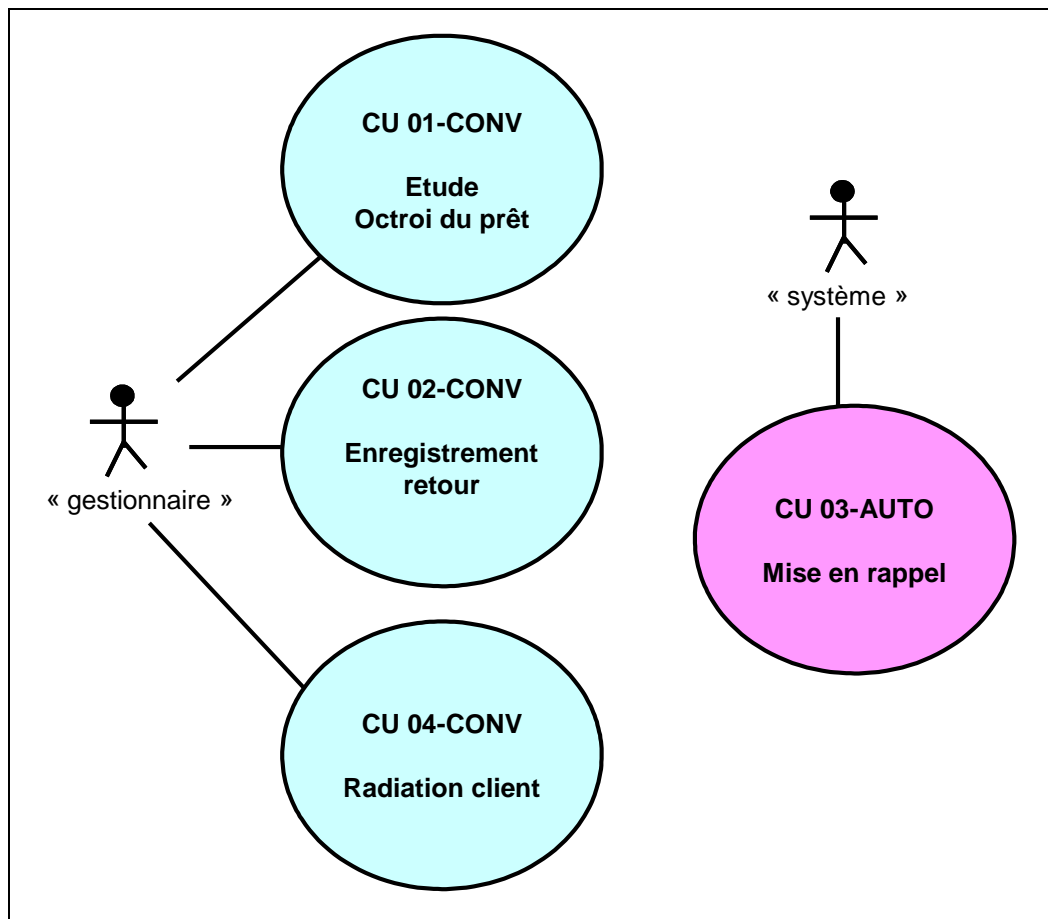 CU 01-CONV
Etude
Octroi du prêt
« système »
CU 02-CONV
Enregistrement
retour
« gestionnaire »
CU 03-AUTO
Mise en rappel
CU 04-CONV
Radiation client